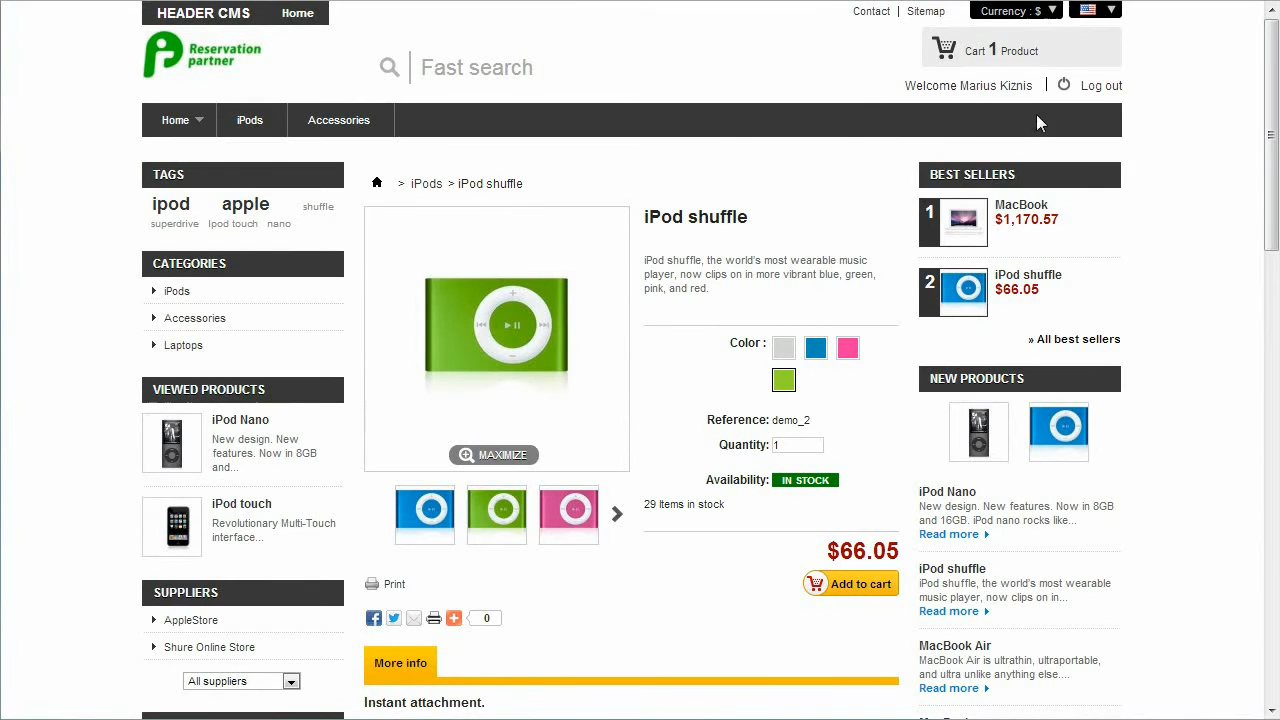 HEADER CMS Home
Contact Sitemap Currency : $
Reservation
partner
Fast search
Cart 1 Product
Welcome Marius Kiznis Log out
Home iPods Accessories
TAGS
ipod apple shuffle
superdrive Ipod touch nano
CATEGORIES
iPods
Accessories
Laptops
VIEWED PRODUCTS
iPod Nano
New design. New
features. Now in 8GB
and...
iPod touch
Revolutionary Multi-Touch
interface...
SUPPLIERS
AppleStore
Shure Online Store
All suppliers
> iPods > iPod shuffle
MAXIMIZE
Print
0
iPod shuffle
iPod shuffle, the world's most wearable music
player, now clips on in more vibrant blue, green,
pink, and red.
Color :
Reference: demo_2
Quantity: 1
Availability: IN STOCK
29 Items in stock
$66.05
Add to cart
More info
Instant attachment.
BEST SELLERS
1 MacBook
$1,170.57
2 iPod shuffle
$66.05
» All best sellers
NEW PRODUCTS
iPod Nano
New design. New features. Now in 8GB
and 16GB. iPod nano rocks like...
Read more
iPod shuffle
iPod shuffle, the world's most wearable
music player, now clips on in...
Read more
MacBook Air
MacBook Air is ultrathin, ultraportable,
and ultra unlike anything else....
Read more